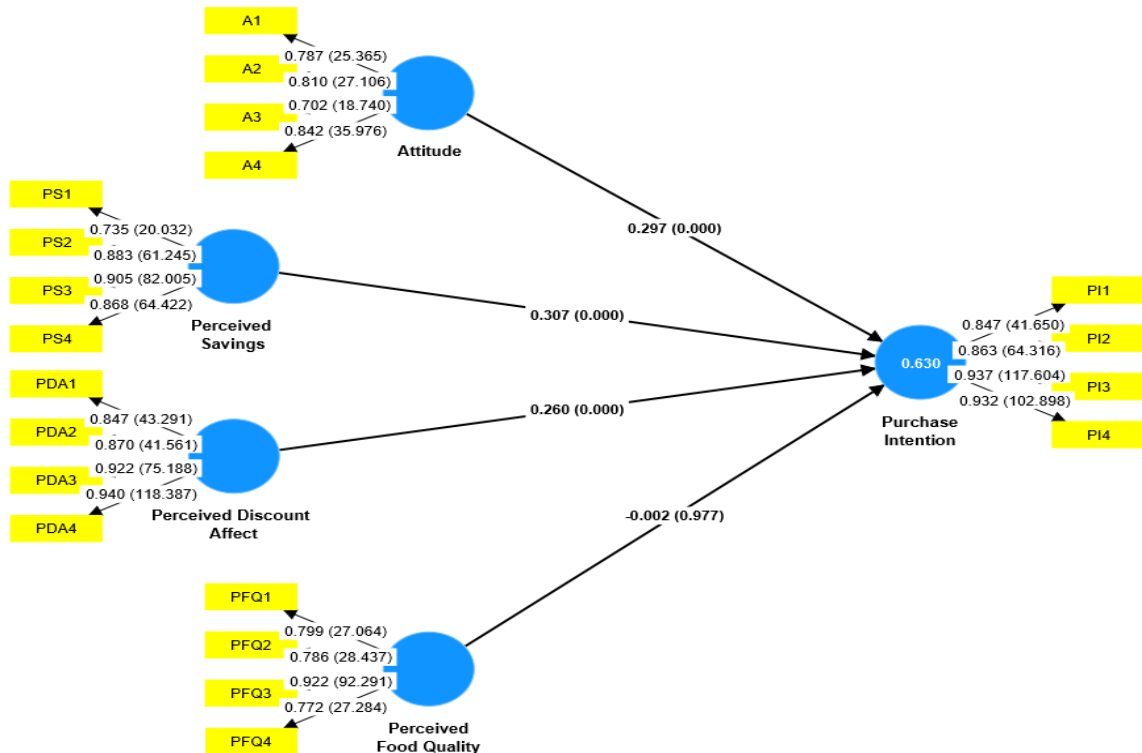 A1
0.787 (25.365)
A2
0.810 (27.106)
0.702 (18.740)
A3
0.842 (35.976)
A4
Attitude
PS1
0.735 (20.032)
PS2
0.883 (61.245)
0.905 (82.005)
PS3
0.868 (64.422)
PS4
Perceived
Savings
PDA1
0.847 (43.291)
PDA2
0.870 (41.561)
0.922 (75.188)
PDA3
0.940 (118.387)
PDA4
Perceived Discount
Affect
PFQ1
0.799 (27.064)
PFQ2
0.786 (28.437)
0.922 (92.291)
PFQ3
0.772 (27.284)
PFQ4
Perceived
Food Quality
0.297 (0.000)
0.307 (0.000)
0.260 (0.000)
-0.002 (0.977)
0.630
Purchase
Intention
PI1
0.847 (41.650)
PI2
0.863 (64.316)
0.937 (117.604)
PI3
0.932 (102.898)
PI4